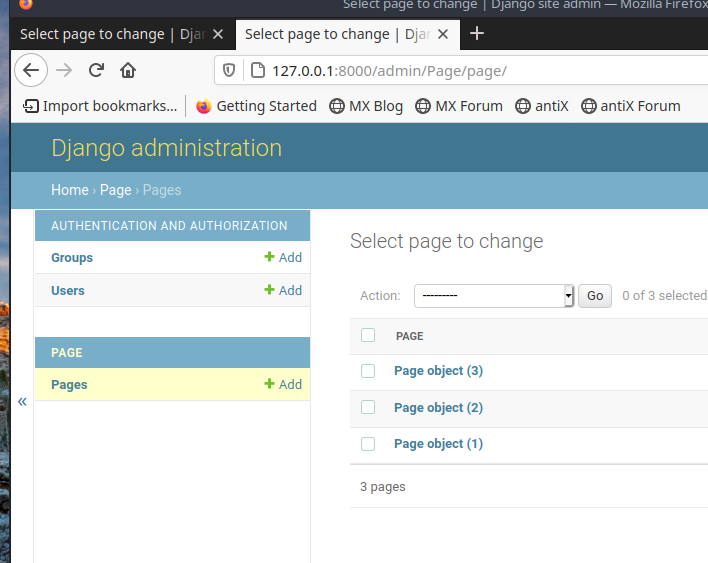 Select page to change | Django site admin — Mozilla Firefox
Select page to change | Djan
Select page to change | Djan
127.0.0.1:8000/admin/Page/page/
Import bookmarks...
Getting Started
MX Blog
MX Forum
antiX
antiX Forum
Django administration
Home › Page › Pages
AUTHENTICATION AND AUTHORIZATION
Groups
Add
Users
Add
PAGE
Pages
Add
«
Select page to change
Action:
---------
Go
0 of 3 selected
PAGE
Page object (3)
Page object (2)
Page object (1)
3 pages